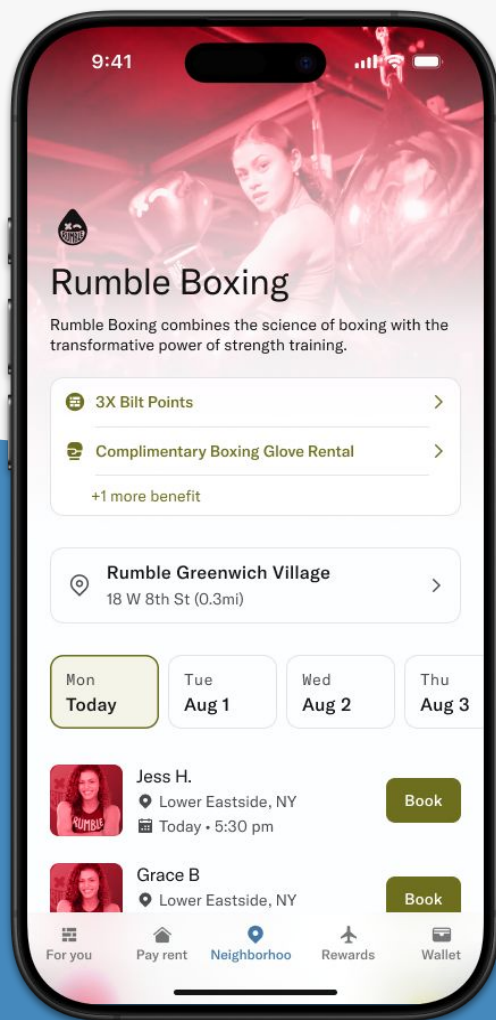 9:41
RUMBLE
Rumble Boxing
Rumble Boxing combines the science of boxing with the
transformative power of strength training.
3X Bilt Points
Complimentary Boxing Glove Rental
+1 more benefit
Rumble Greenwich Village
18 W 8th St (0.3mi)
Mon Tue Wed Thu
Today Aug 1 Aug 2 Aug 3
Jess H.
Lower Eastside, NY
Today • 5:30 pm
RUMBLE
Book
Grace B
Lower Eastside, NY
Book
For you Pay rent Neighborhoo Rewards Wallet